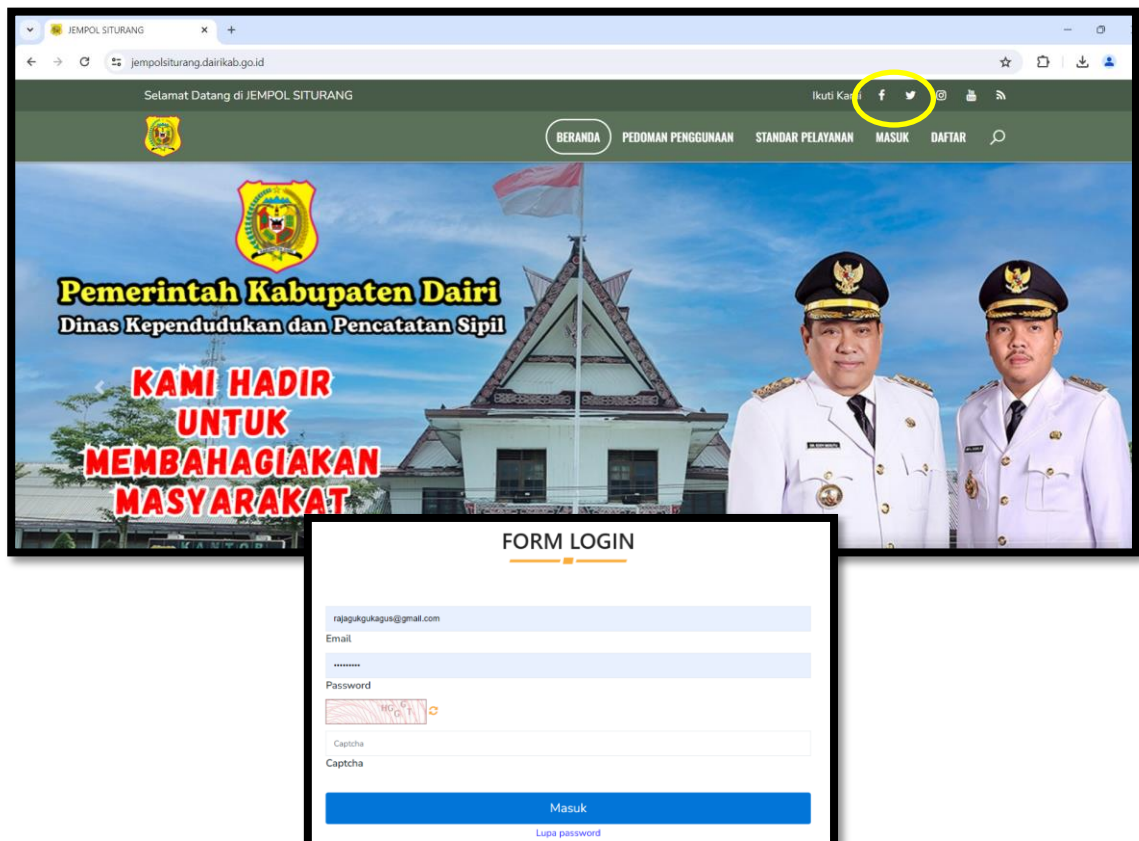 JEMPOL SITURANG
jempolsiturang.dairikab.go.id
Selamat Datang di JEMPOL SITURANG
Ikuti Kami
BERANDA PEDOMAN PENGGUNAAN STANDAR PELAYANAN MASUK DAFTAR
Pemerintah Kabupaten Dairi
Dinas Kependudukan dan Pencatatan Sipil
KAMI HADIR
UNTUK
MEMBAHAGIAKAN
MASYARAKAT
KANTOR
FORM LOGIN
rajagukgukagus@gmail.com
Email
Password
HGGGT
Captcha
Captcha
Masuk
Lupa password